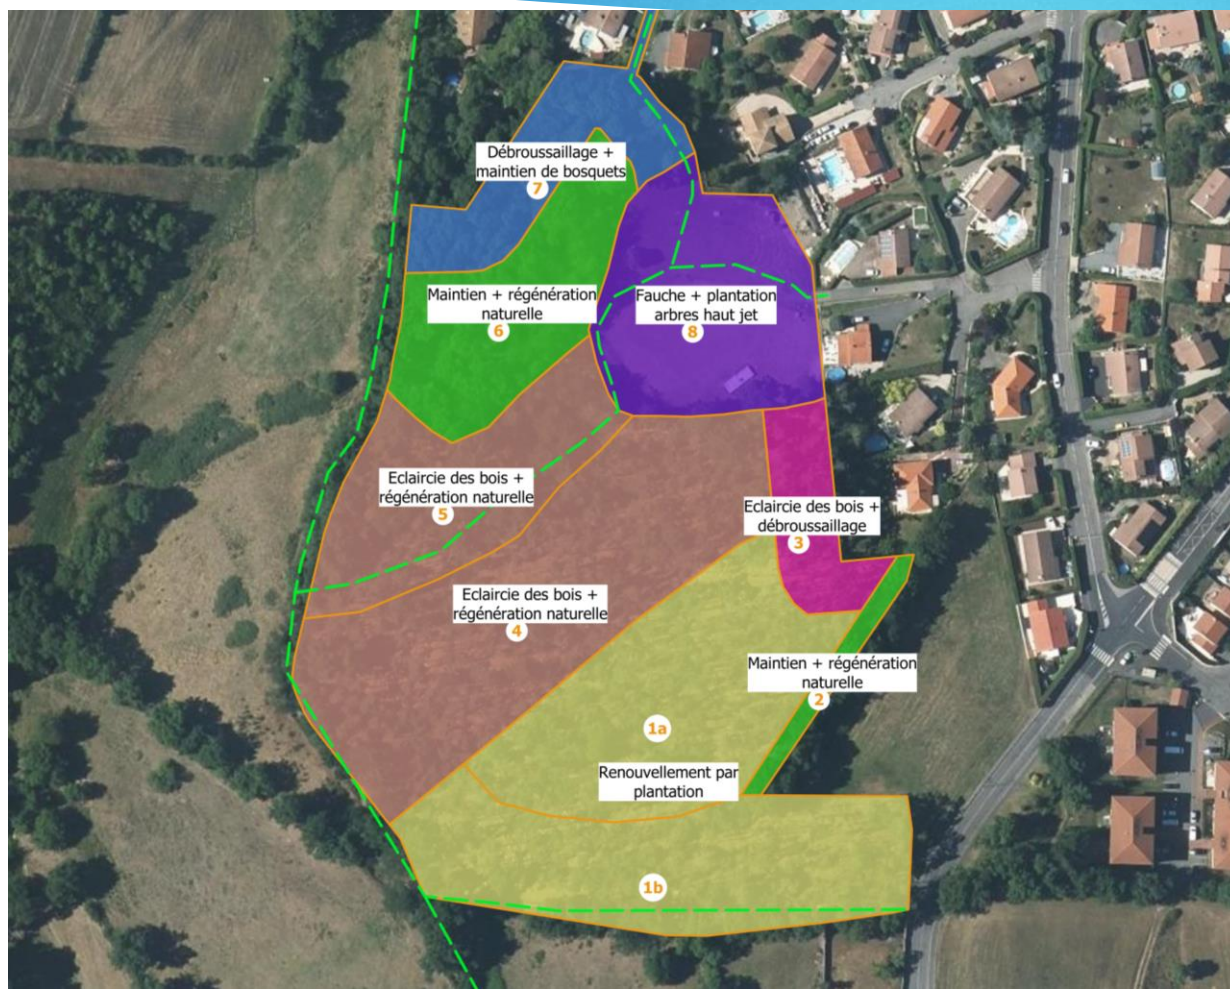 Débroussaillage +
maintien de bosquets
7
Maintien + régénération
naturelle
6
Fauche + plantation
arbres haut jet
8
Eclaircie des bois +
régénération naturelle
5
Eclaircie des bois +
débroussaillage
3
Eclaircie des bois +
régénération naturelle
4
Maintien + régénération
naturelle
2
1a
Renouvellement par
plantation
1b